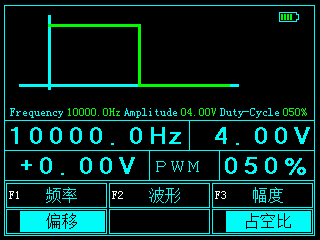 Frequency 10000.0Hz Amplitude 04.00V Duty-Cycle 050%
10000.0Hz 4.00V
+0.00V PWM 050%
F1 频率 F2 波形 F3 幅度
偏移 占空比